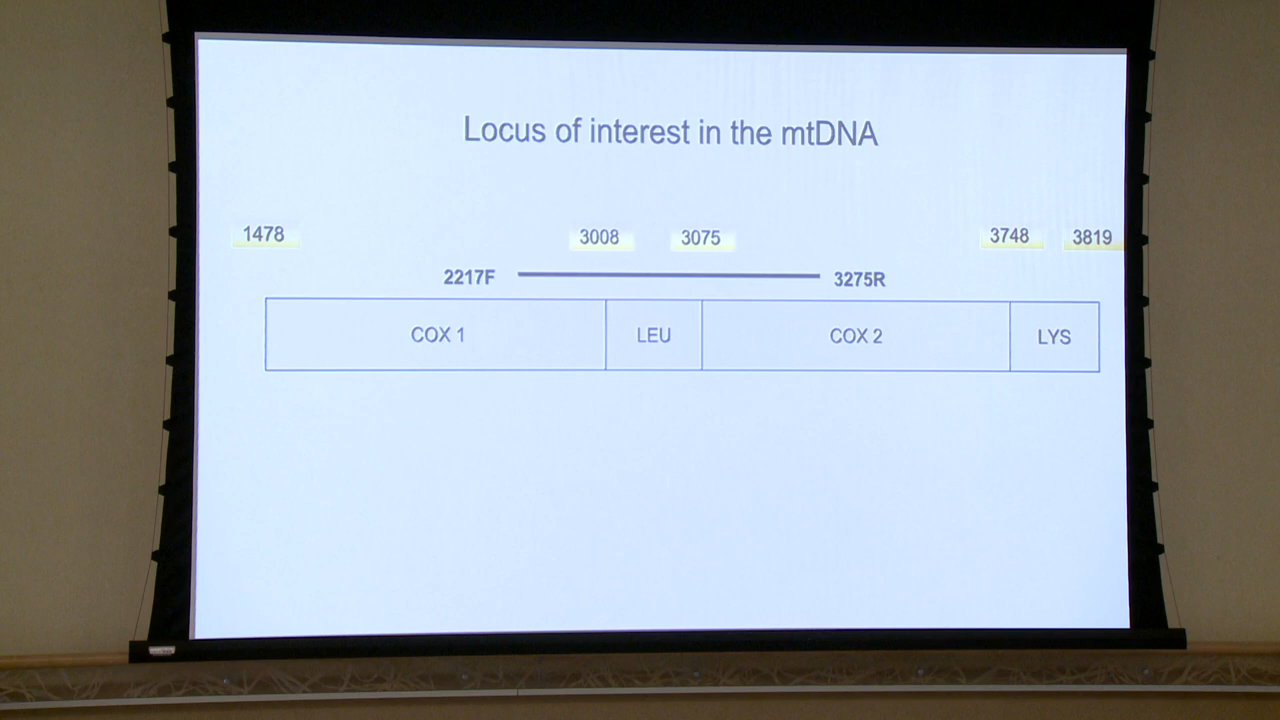 Locus of interest in the mtDNA
1478 3008 3075 3748 3819
2217F 3275R
COX 1 LEU COX 2 LYS